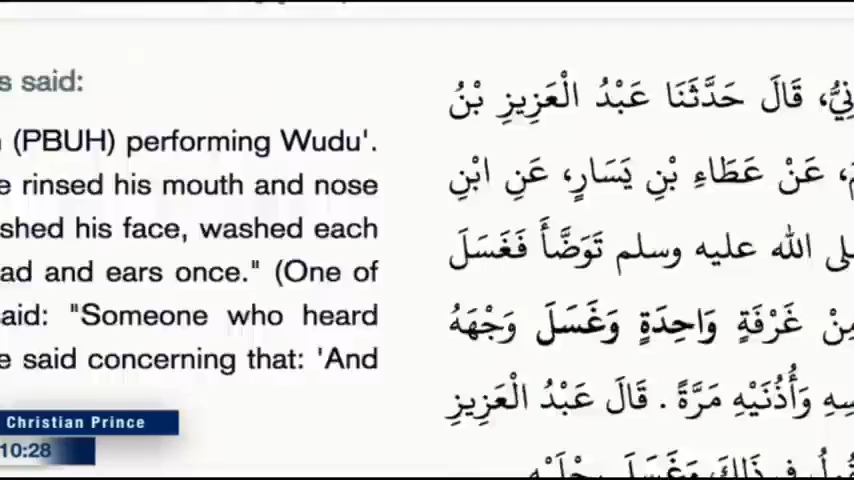 s said:
(PBUH) performing Wudu'.
e rinsed his mouth and nose
shed his face, washed each
ad and ears once." (One of
aid: "Someone who heard
e said concerning that: 'And
نِيُّ، قَالَ حَدَّثَنَا عَبْدُ الْعَزِيزِ بْنُ
عَنْ عَطَاءِ بْنِ يَسَارٍ، عَنِ ابْنِ
لى الله عليه وسلم تَوَضَّأَ فَغَسَلَ
مِنْ غَرْفَةٍ وَاحِدَةٍ وَغَسَلَ وَجْهَهُ
سِهِ وَأُذُنَيْهِ مَرَّةً . قَالَ عَبْدُ الْعَزِيزِ
ذَلِكَ وَغَسَلَ رِجْلَيْهِ
Christian Prince
10:28